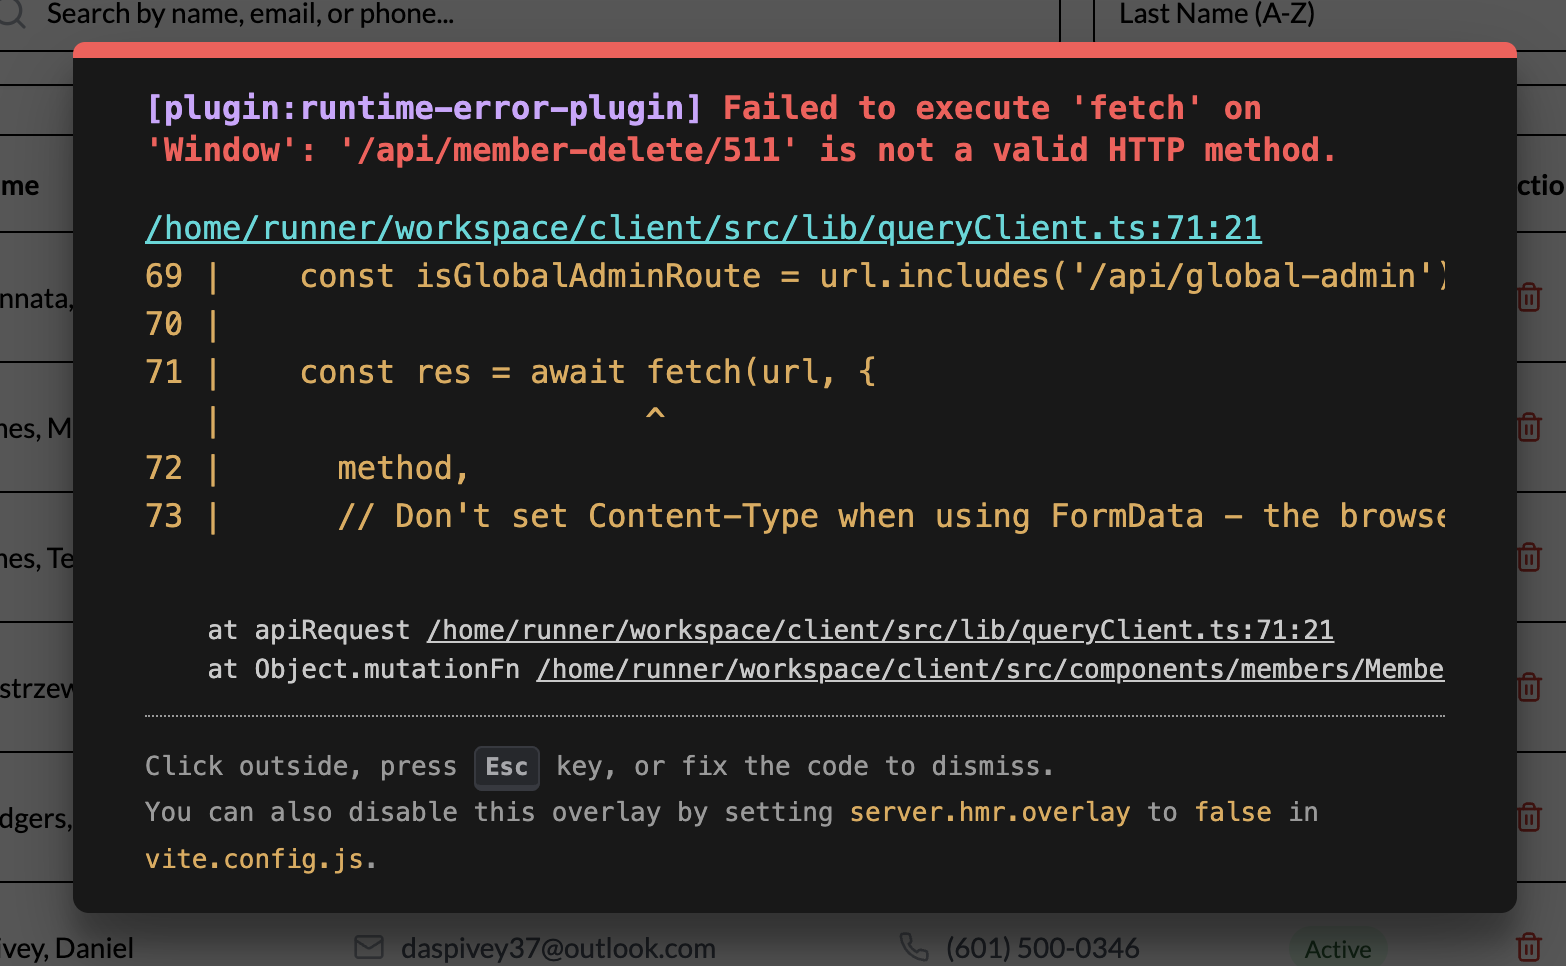 Search by name, email, or phone...
Last Name (A-Z)
[plugin:runtime-error-plugin] Failed to execute 'fetch' on
'Window': '/api/member-delete/511' is not a valid HTTP method.
me
ctio
/home/runner/workspace/client/src/lib/queryClient.ts:71:21
69 | const isGlobalAdminRoute = url.includes('/api/global-admin')
nnata,
70 |
71 | const res = await fetch(url, {
| ^
nes, M
72 | method,
73 | // Don't set Content-Type when using FormData - the browse
nes, Te
at apiRequest /home/runner/workspace/client/src/lib/queryClient.ts:71:21
at Object.mutationFn /home/runner/workspace/client/src/components/members/Membe
strzew
Click outside, press Esc key, or fix the code to dismiss.
You can also disable this overlay by setting server.hmr.overlay to false in
dgers,
vite.config.js.
ivey, Daniel
daspivey37@outlook.com
(601) 500-0346
Active